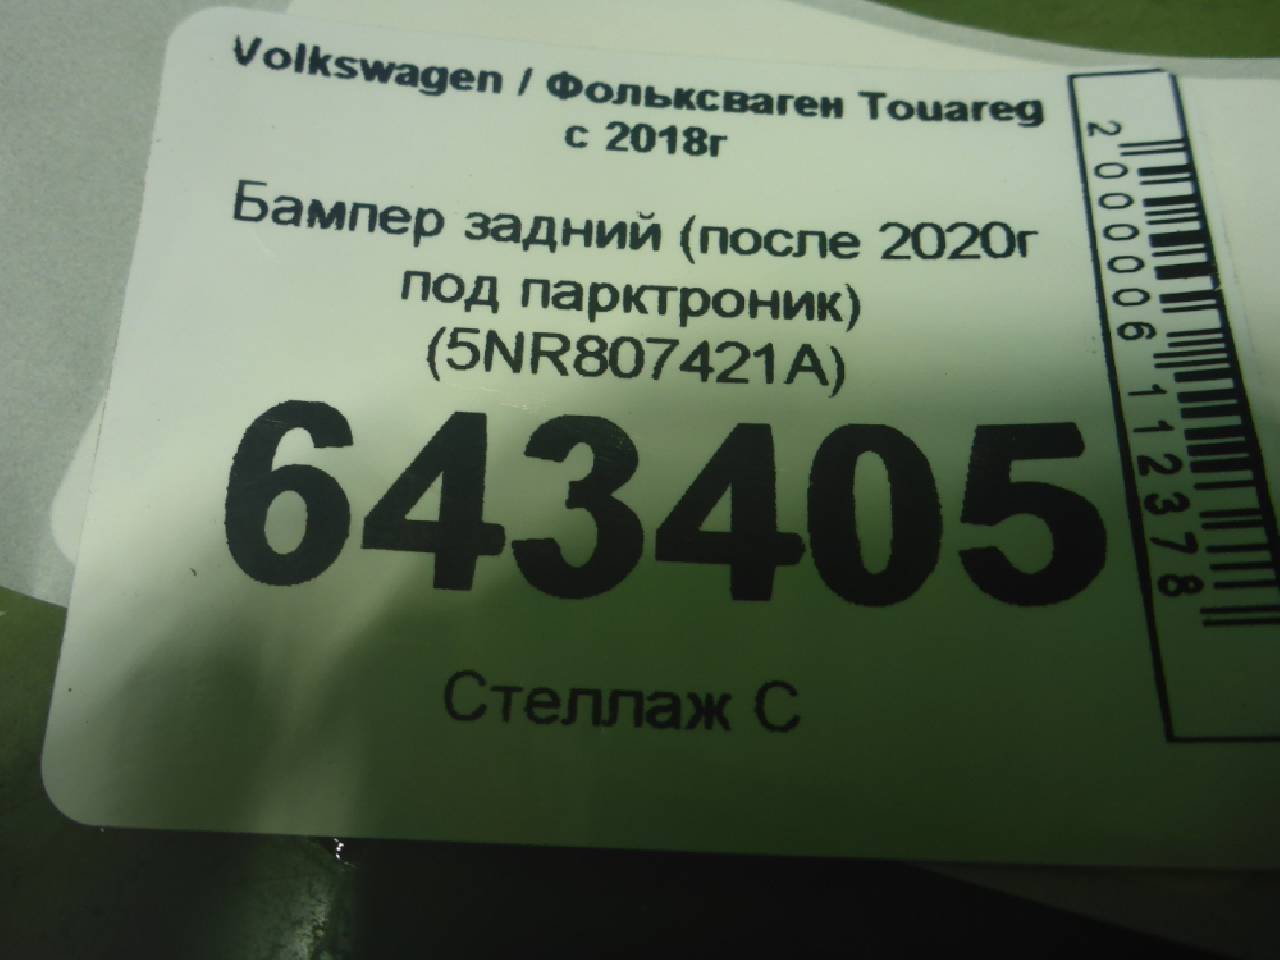 Volkswagen / Фольксваген Touareg
с 2018г
Бампер задний (после 2020г
под парктроник)
(5NR807421A)
643405
Стеллаж С
2000006112378